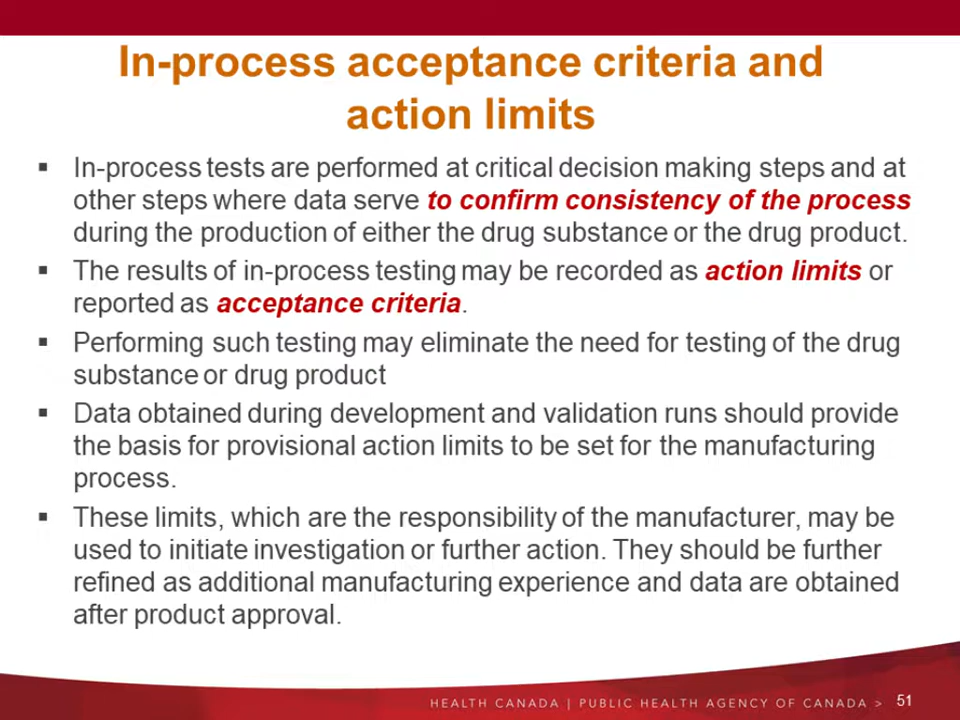 In-process acceptance criteria and
action limits
▪ In-process tests are performed at critical decision making steps and at
other steps where data serve to confirm consistency of the process
during the production of either the drug substance or the drug product.
▪ The results of in-process testing may be recorded as action limits or
reported as acceptance criteria.
▪ Performing such testing may eliminate the need for testing of the drug
substance or drug product
▪ Data obtained during development and validation runs should provide
the basis for provisional action limits to be set for the manufacturing
process.
▪ These limits, which are the responsibility of the manufacturer, may be
used to initiate investigation or further action. They should be further
refined as additional manufacturing experience and data are obtained
after product approval.
HEALTH CANADA | PUBLIC HEALTH AGENCY OF CANADA > 51